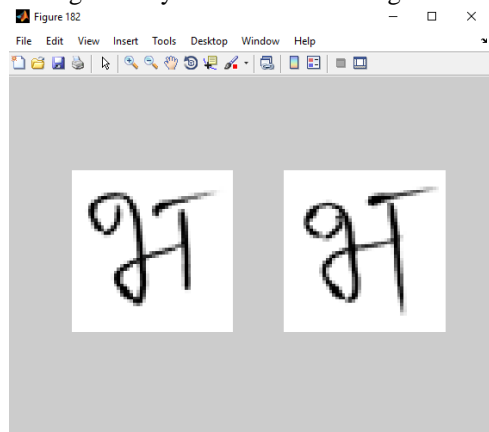 Figure 182
File Edit View Insert Tools Desktop Window Help
भ भ